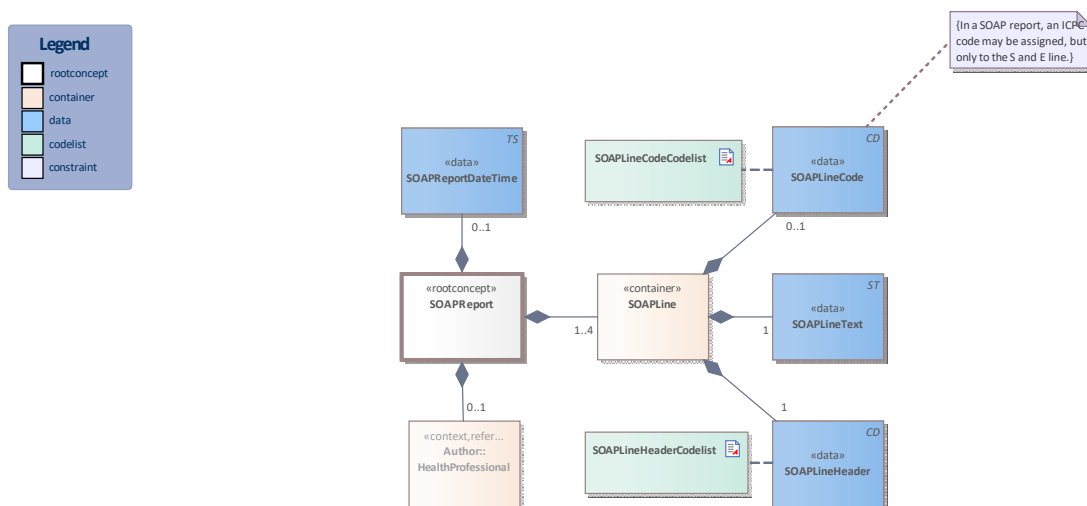 Legend
rootconcept
container
data
codelist
constraint
{In a SOAP report, an ICPC
code may be assigned, but
only to the S and E line.}
TS
«data»
SOAPReportDateTime
0..1
SOAPLineCodeCodelist
CD
«data»
SOAPLineCode
0..1
«rootconcept»
SOAPReport
1..4
«container»
SOAPLine
ST
«data»
SOAPLineText
1
0..1
1
«context,refer...
Author::
HealthProfessional
SOAPLineHeaderCodelist
CD
«data»
SOAPLineHeader